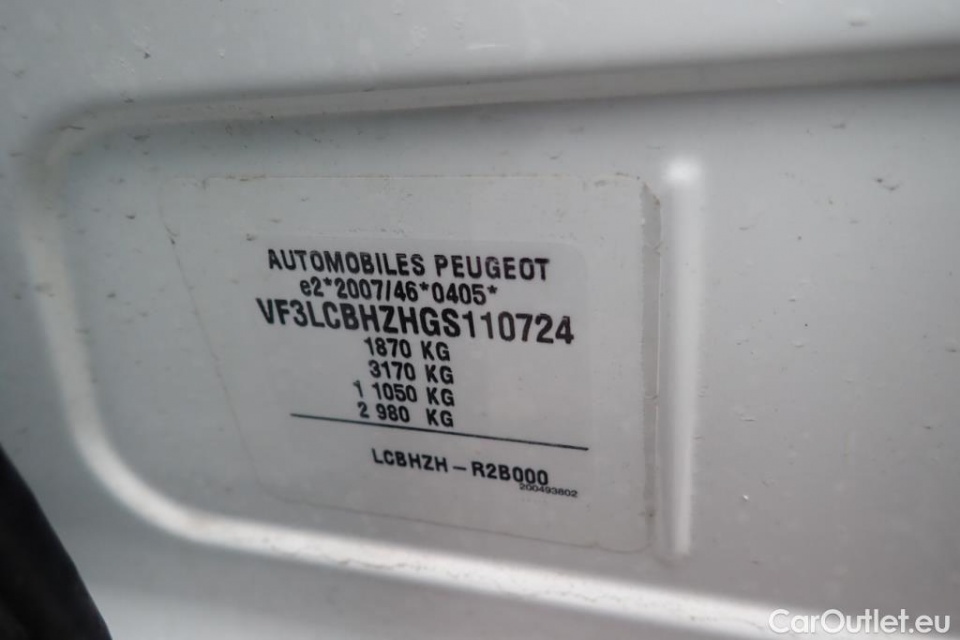 AUTOMOBILES PEUGEOT
e2*2007/46*0405*
VF3LCBHZHGS110724
1870 KG
3170 KG
1 1050 KG
2 980 KG
LCBHZH - R2B000
200493802
CarOutlet.eu